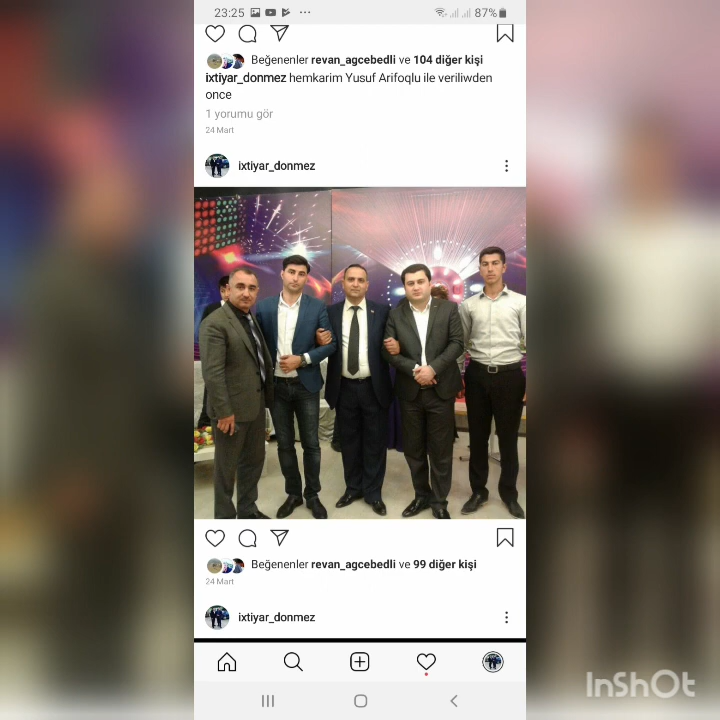 23:25
87%
Beğenenler revan_agcebedli ve 104 diğer kişi
ixtiyar_donmez hemkarim Yusuf Arifoqlu ile veriliwden
once
1 yorumu gör
24 Mart
ixtiyar_donmez
Beğenenler revan_agcebedli ve 99 diğer kişi
24 Mart
ixtiyar_donmez
InShOt